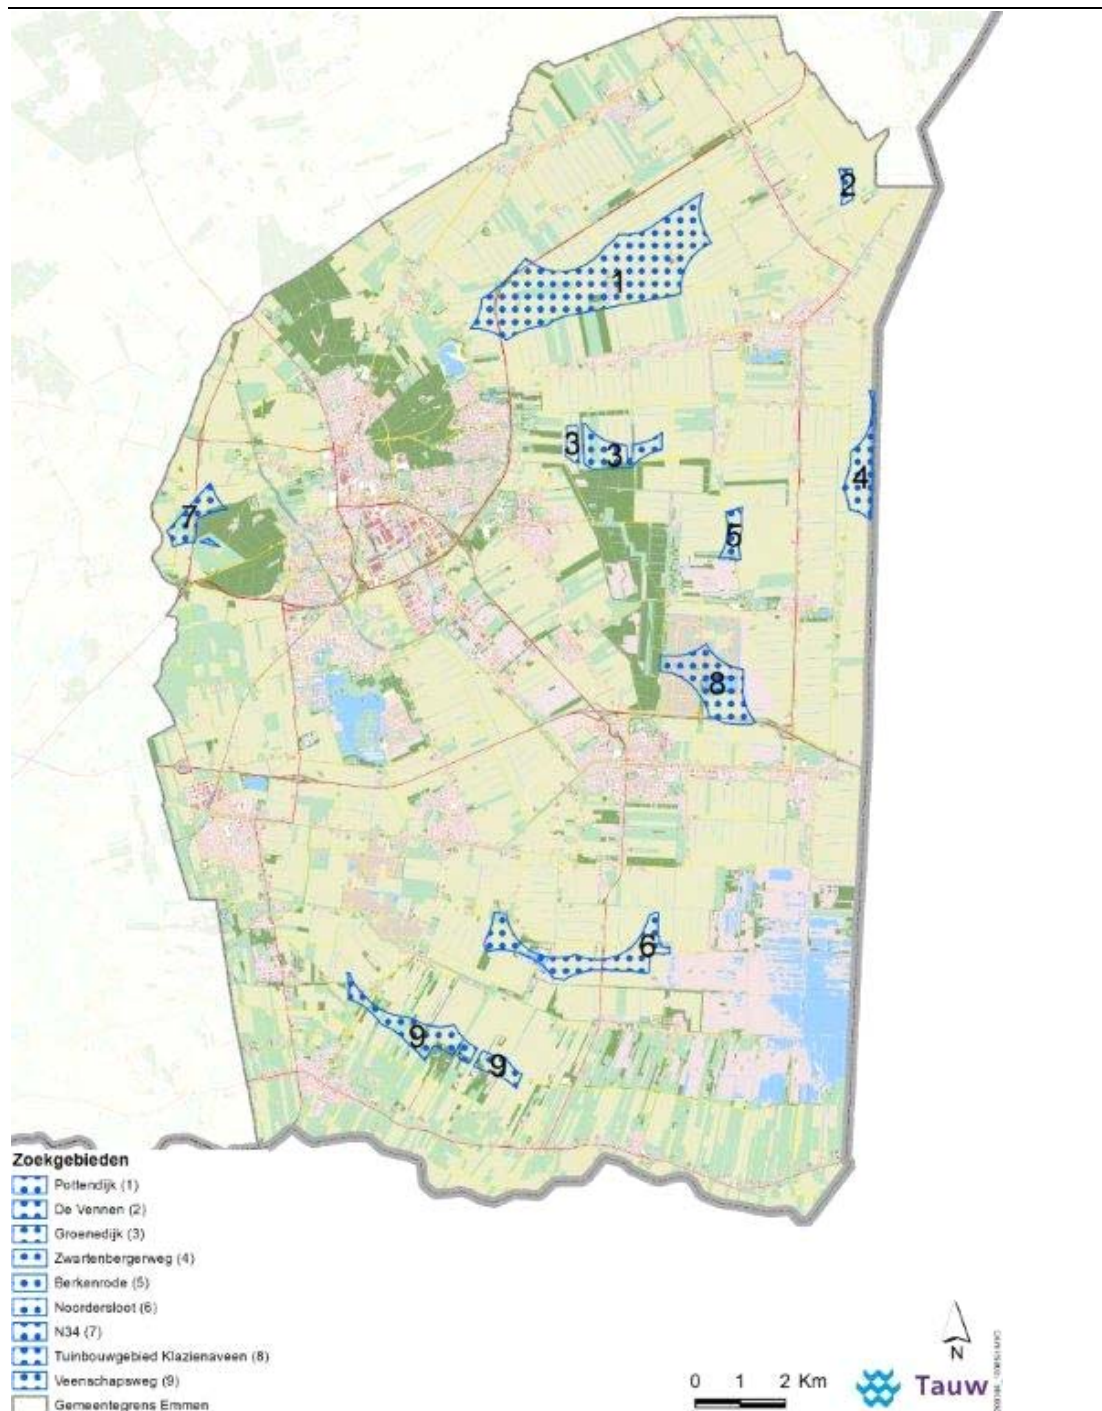 1
2
3
3
4
5
6
7
8
9
9
Zoekgebieden
Pottendijk (1)
De Vennen (2)
Groenedijk (3)
Zwartenbergerweg (4)
Berkenrode (5)
Noordersloot (6)
N34 (7)
Tuinbouwgebied Klazienaveen (8)
Veenschapsweg (9)
Gemeentegrens Emmen
0 1 2 Km
N
Tauw